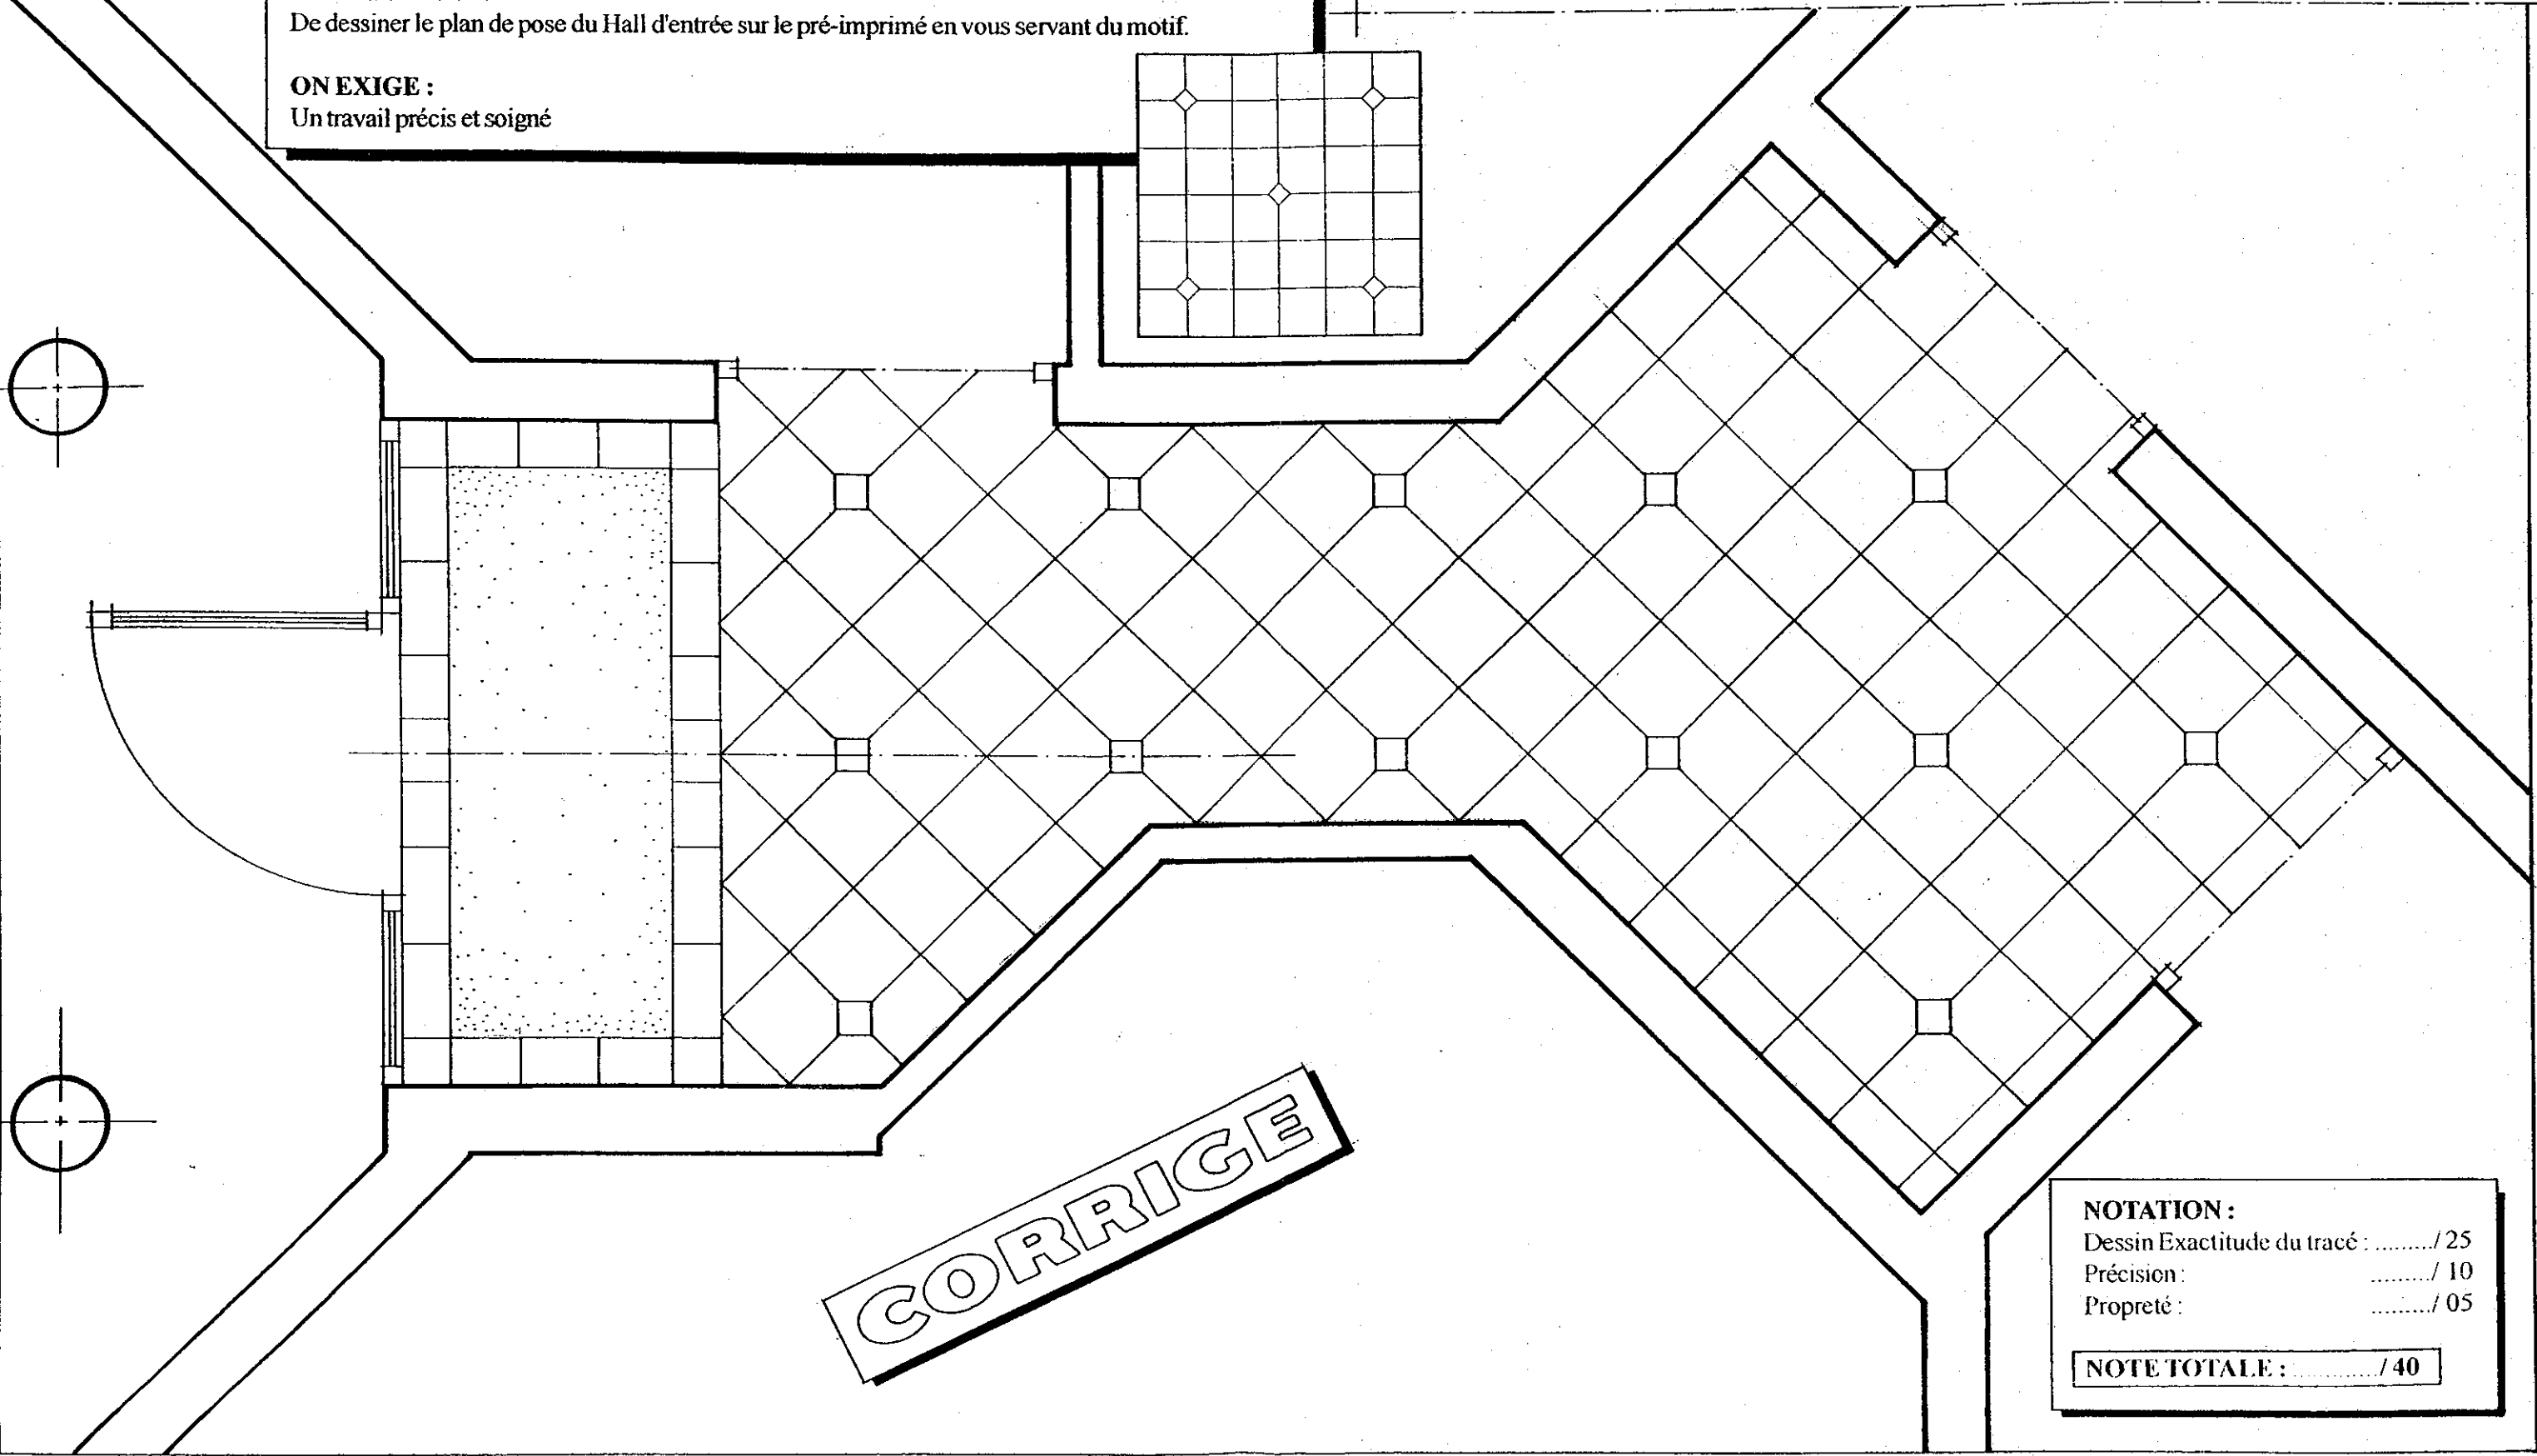 De dessiner le plan de pose du Hall d'entrée sur le pré-imprimé en vous servant du motif.
ON EXIGE :
Un travail précis et soigné
CORRIGE
NOTATION :
Dessin Exactitude du tracé : ........./ 25
Précision : ........./ 10
Propreté : ........./ 05
NOTE TOTALE : ............./ 40